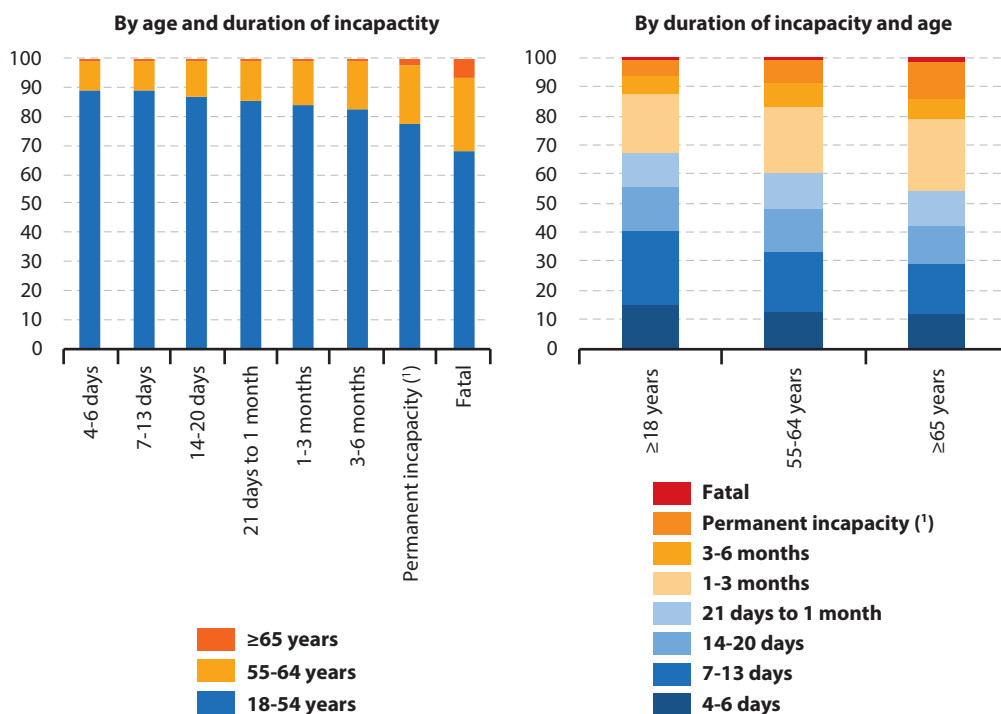 By age and duration of incapactity
100
90
80
70
60
50
40
30
20
10
0
4-6 days
7-13 days
14-20 days
21 days to 1 month
1-3 months
3-6 months
Permanent incapacity (¹)
Fatal
≥65 years
55-64 years
18-54 years
By duration of incapacity and age
100
90
80
70
60
50
40
30
20
10
0
≥18 years
55-64 years
≥65 years
Fatal
Permanent incapacity (¹)
3-6 months
1-3 months
21 days to 1 month
14-20 days
7-13 days
4-6 days